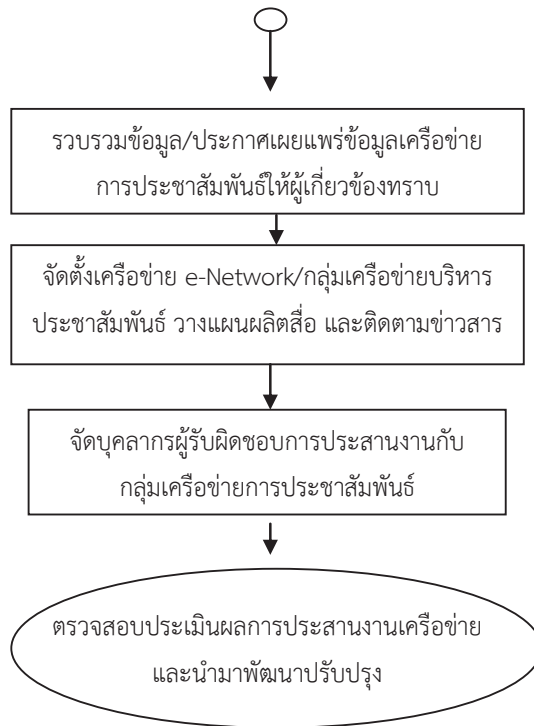 รวบรวมข้อมูล/ประกาศเผยแพร่ข้อมูลเครือข่าย
การประชาสัมพันธ์ให้ผู้เกี่ยวข้องทราบ
จัดตั้งเครือข่าย e-Network/กลุ่มเครือข่ายบริหาร
ประชาสัมพันธ์ วางแผนผลิตสื่อ และติดตามข่าวสาร
จัดบุคลากรผู้รับผิดชอบการประสานงานกับ
กลุ่มเครือข่ายการประชาสัมพันธ์
ตรวจสอบประเมินผลการประสานงานเครือข่าย
และนำมาพัฒนาปรับปรุง